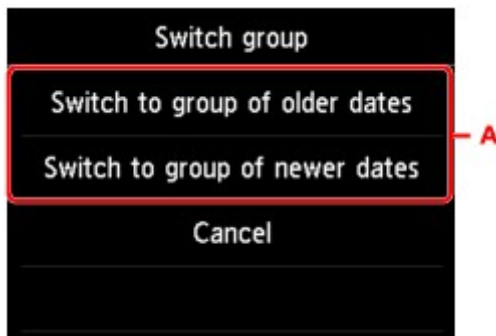 Switch group
Switch to group of older dates
A
Switch to group of newer dates
Cancel